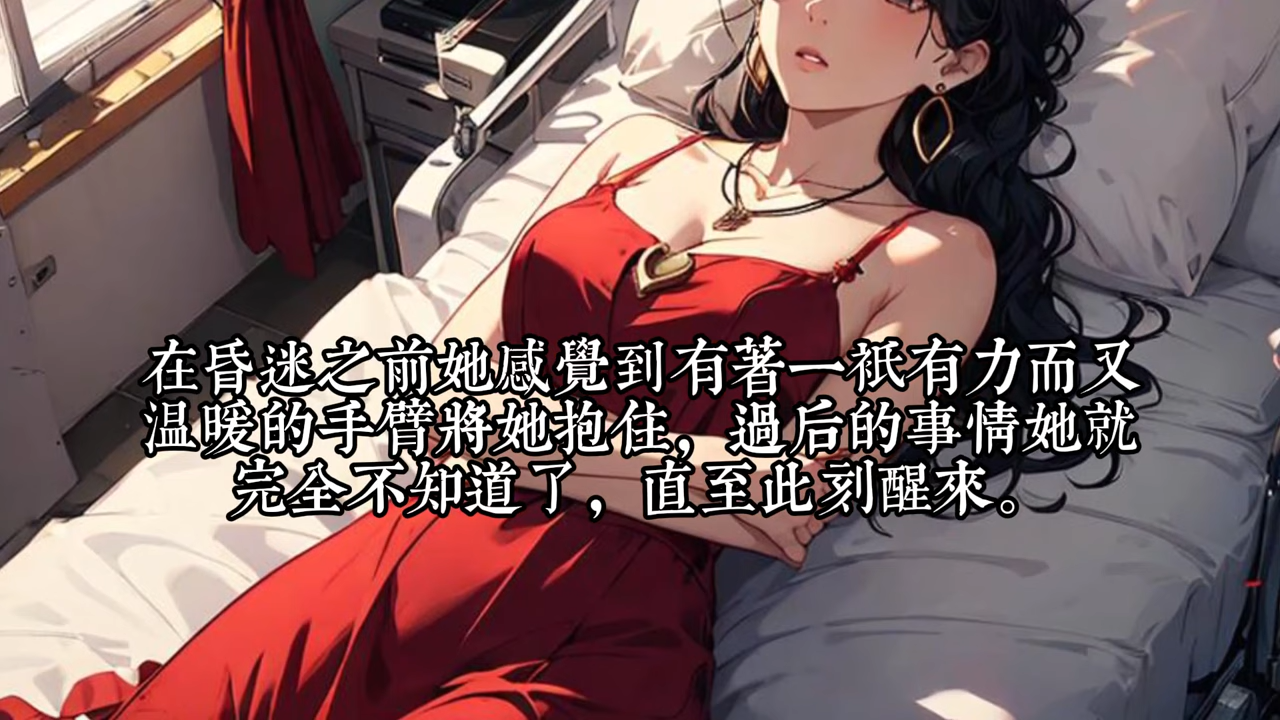 在昏迷之前她感覺到有著一祇有力而又
温暖的手臂將她抱住，過后的事情她就
完全不知道了，直至此刻醒來。